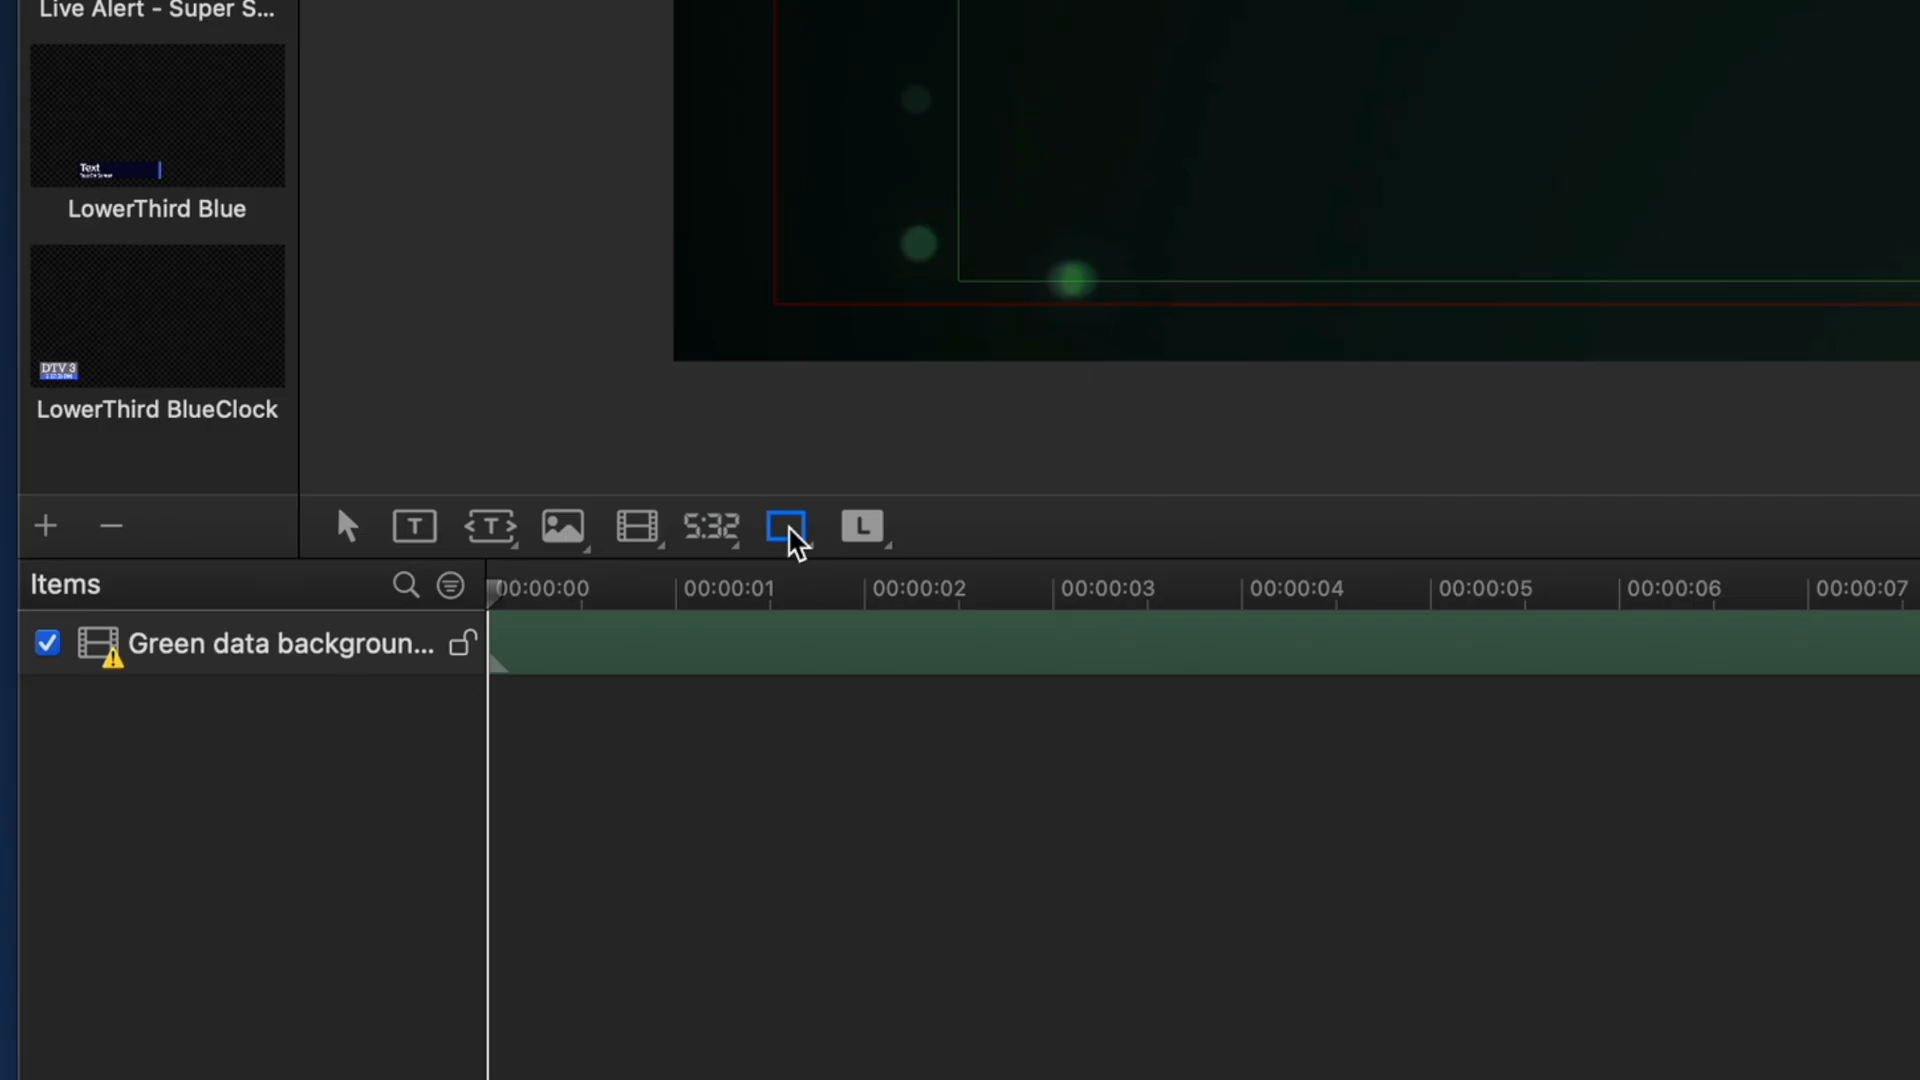 Live Alert - Super S...
Text
LowerThird Blue
DTV 3
LowerThird BlueClock
T
<T>
5:32
L
Items
00:00:00
00:00:01
00:00:02
00:00:03
00:00:04
00:00:05
00:00:06
00:00:07
Green data backgroun...